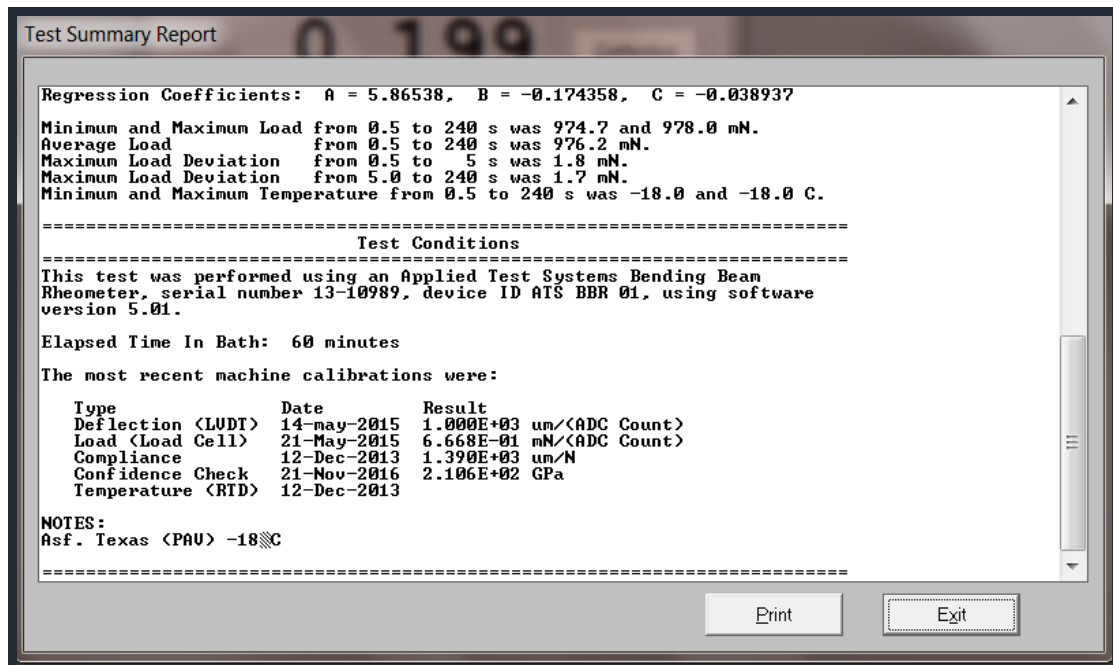 Test Summary Report
0.199
Regression Coefficients: A = 5.86538, B = -0.174358, C = -0.038937
Minimum and Maximum Load from 0.5 to 240 s was 974.7 and 978.0 mN.
Average Load from 0.5 to 240 s was 976.2 mN.
Maximum Load Deviation from 0.5 to 5 s was 1.8 mN.
Maximum Load Deviation from 5.0 to 240 s was 1.7 mN.
Minimum and Maximum Temperature from 0.5 to 240 s was -18.0 and -18.0 C.
==========================================================================
Test Conditions
==========================================================================
This test was performed using an Applied Test Systems Bending Beam
Rheometer, serial number 13-10989, device ID ATS BBR 01, using software
version 5.01.
Elapsed Time In Bath: 60 minutes
The most recent machine calibrations were:
Type Date Result
Deflection (LVDT) 14-may-2015 1.000E+03 um/(ADC Count)
Load (Load Cell) 21-May-2015 6.668E-01 mN/(ADC Count)
Compliance 12-Dec-2013 1.390E+03 um/N
Confidence Check 21-Nov-2016 2.106E+02 GPa
Temperature (RTD) 12-Dec-2013
NOTES:
Asf. Texas (PAV) -18▒C
==========================================================================
Print Exit